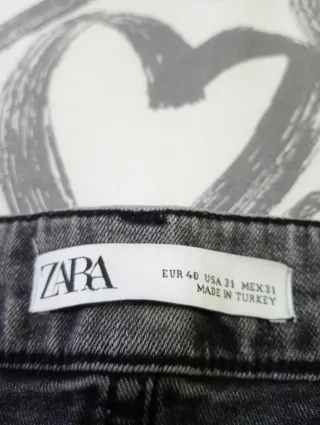 ZARA
EUR 40 USA 31 MEX 31
MADE IN TURKEY